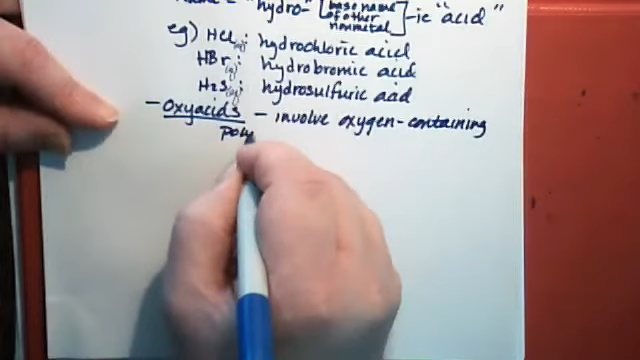 "hydro- [base name of other nonmetal] -ic "acid"
eg) HCl(aq): hydrochloric acid
HBr(aq): hydrobromic acid
H2S(aq): hydrosulfuric acid
- Oxyacids - involve oxygen-containing
poly